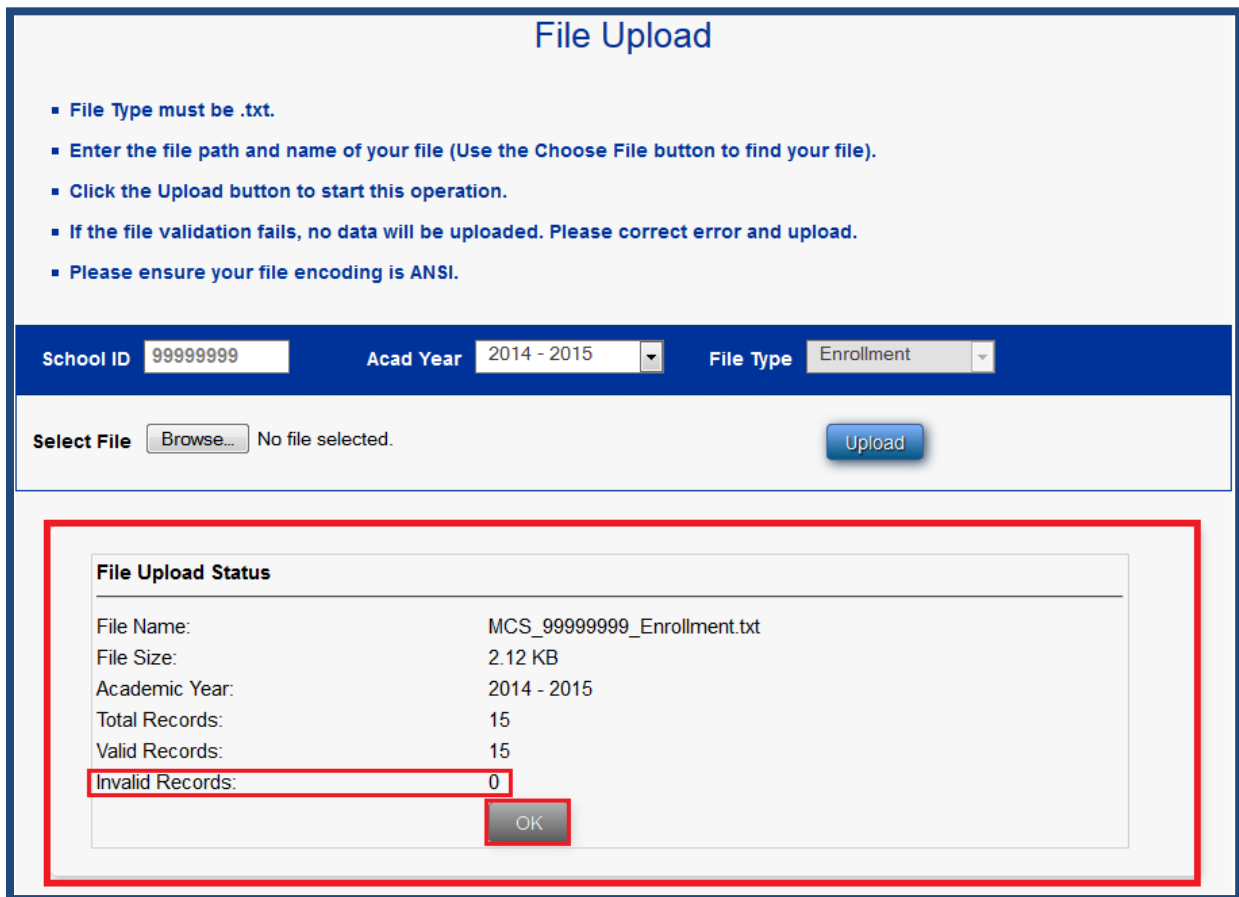 File Upload
▪ File Type must be .txt.
▪ Enter the file path and name of your file (Use the Choose File button to find your file).
▪ Click the Upload button to start this operation.
▪ If the file validation fails, no data will be uploaded. Please correct error and upload.
▪ Please ensure your file encoding is ANSI.
School ID 99999999 Acad Year 2014 - 2015 File Type Enrollment
Select File Browse... No file selected. Upload
File Upload Status
File Name: MCS_99999999_Enrollment.txt
File Size: 2.12 KB
Academic Year: 2014 - 2015
Total Records: 15
Valid Records: 15
Invalid Records: 0
OK